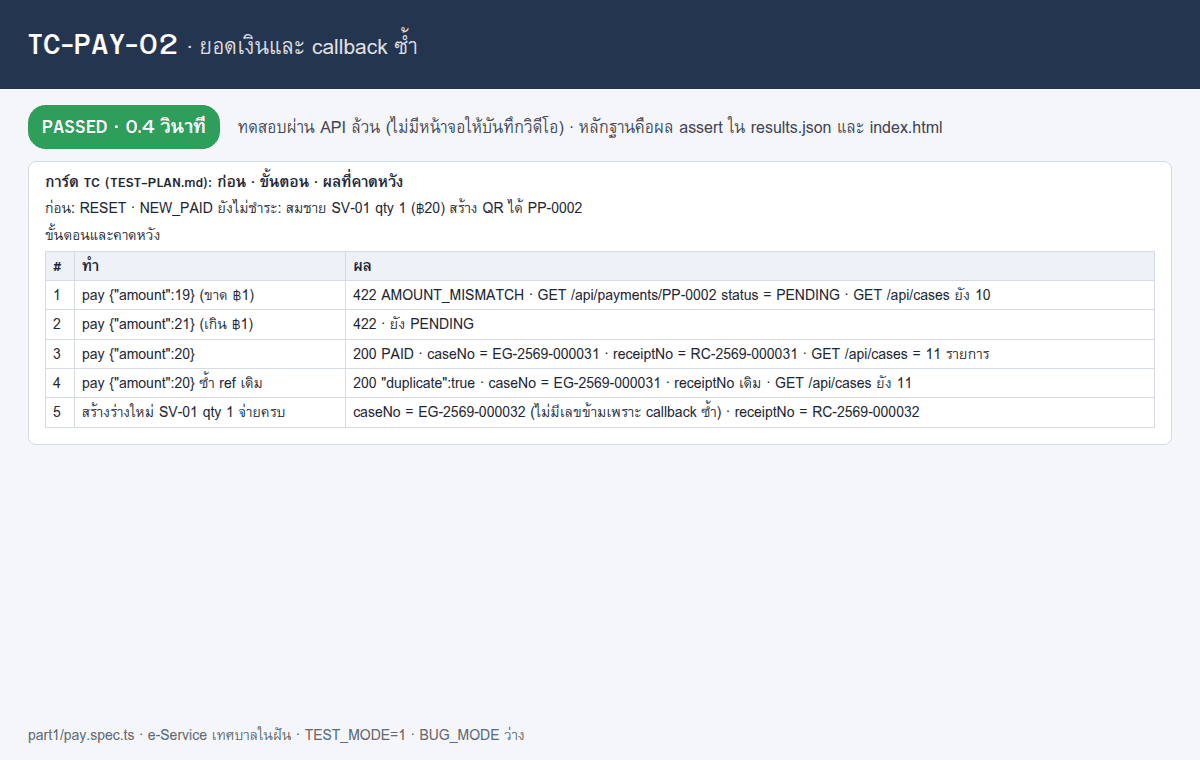 TC-PAY-02 · ยอดเงินและ callback ซ้ำ
PASSED · 0.4 วินาที
ทดสอบผ่าน API ล้วน (ไม่มีหน้าจอให้บันทึกวิดีโอ) · หลักฐานคือผล assert ใน results.json และ index.html
การ์ด TC (TEST-PLAN.md): ก่อน · ขั้นตอน · ผลที่คาดหวัง
ก่อน: RESET · NEW_PAID ยังไม่ชำระ: สมชาย SV-01 qty 1 (฿20) สร้าง QR ได้ PP-0002
ขั้นตอนและคาดหวัง
# ทำ ผล
1 pay {"amount":19} (ขาด ฿1) 422 AMOUNT_MISMATCH · GET /api/payments/PP-0002 status = PENDING · GET /api/cases ยัง 10
2 pay {"amount":21} (เกิน ฿1) 422 · ยัง PENDING
3 pay {"amount":20} 200 PAID · caseNo = EG-2569-000031 · receiptNo = RC-2569-000031 · GET /api/cases = 11 รายการ
4 pay {"amount":20} ซ้ำ ref เดิม 200 "duplicate":true · caseNo = EG-2569-000031 · receiptNo เดิม · GET /api/cases ยัง 11
5 สร้างร่างใหม่ SV-01 qty 1 จ่ายครบ caseNo = EG-2569-000032 (ไม่มีเลขข้ามเพราะ callback ซ้ำ) · receiptNo = RC-2569-000032
part1/pay.spec.ts · e-Service เทศบาลในฝัน · TEST_MODE=1 · BUG_MODE ว่าง